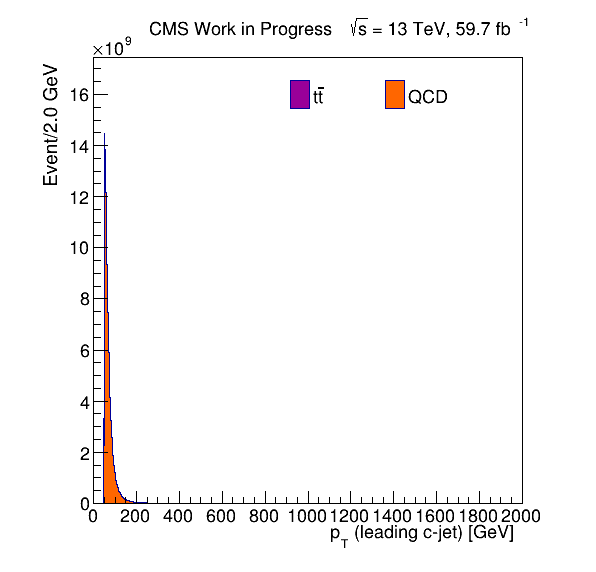 CMS Work in Progress √s = 13 TeV, 59.7 fb⁻¹
×10⁹
Event/2.0 GeV
16
14
12
10
8
6
4
2
0
tt̄
QCD
0 200 400 600 800 1000 1200 1400 1600 1800 2000
p_T (leading c-jet) [GeV]